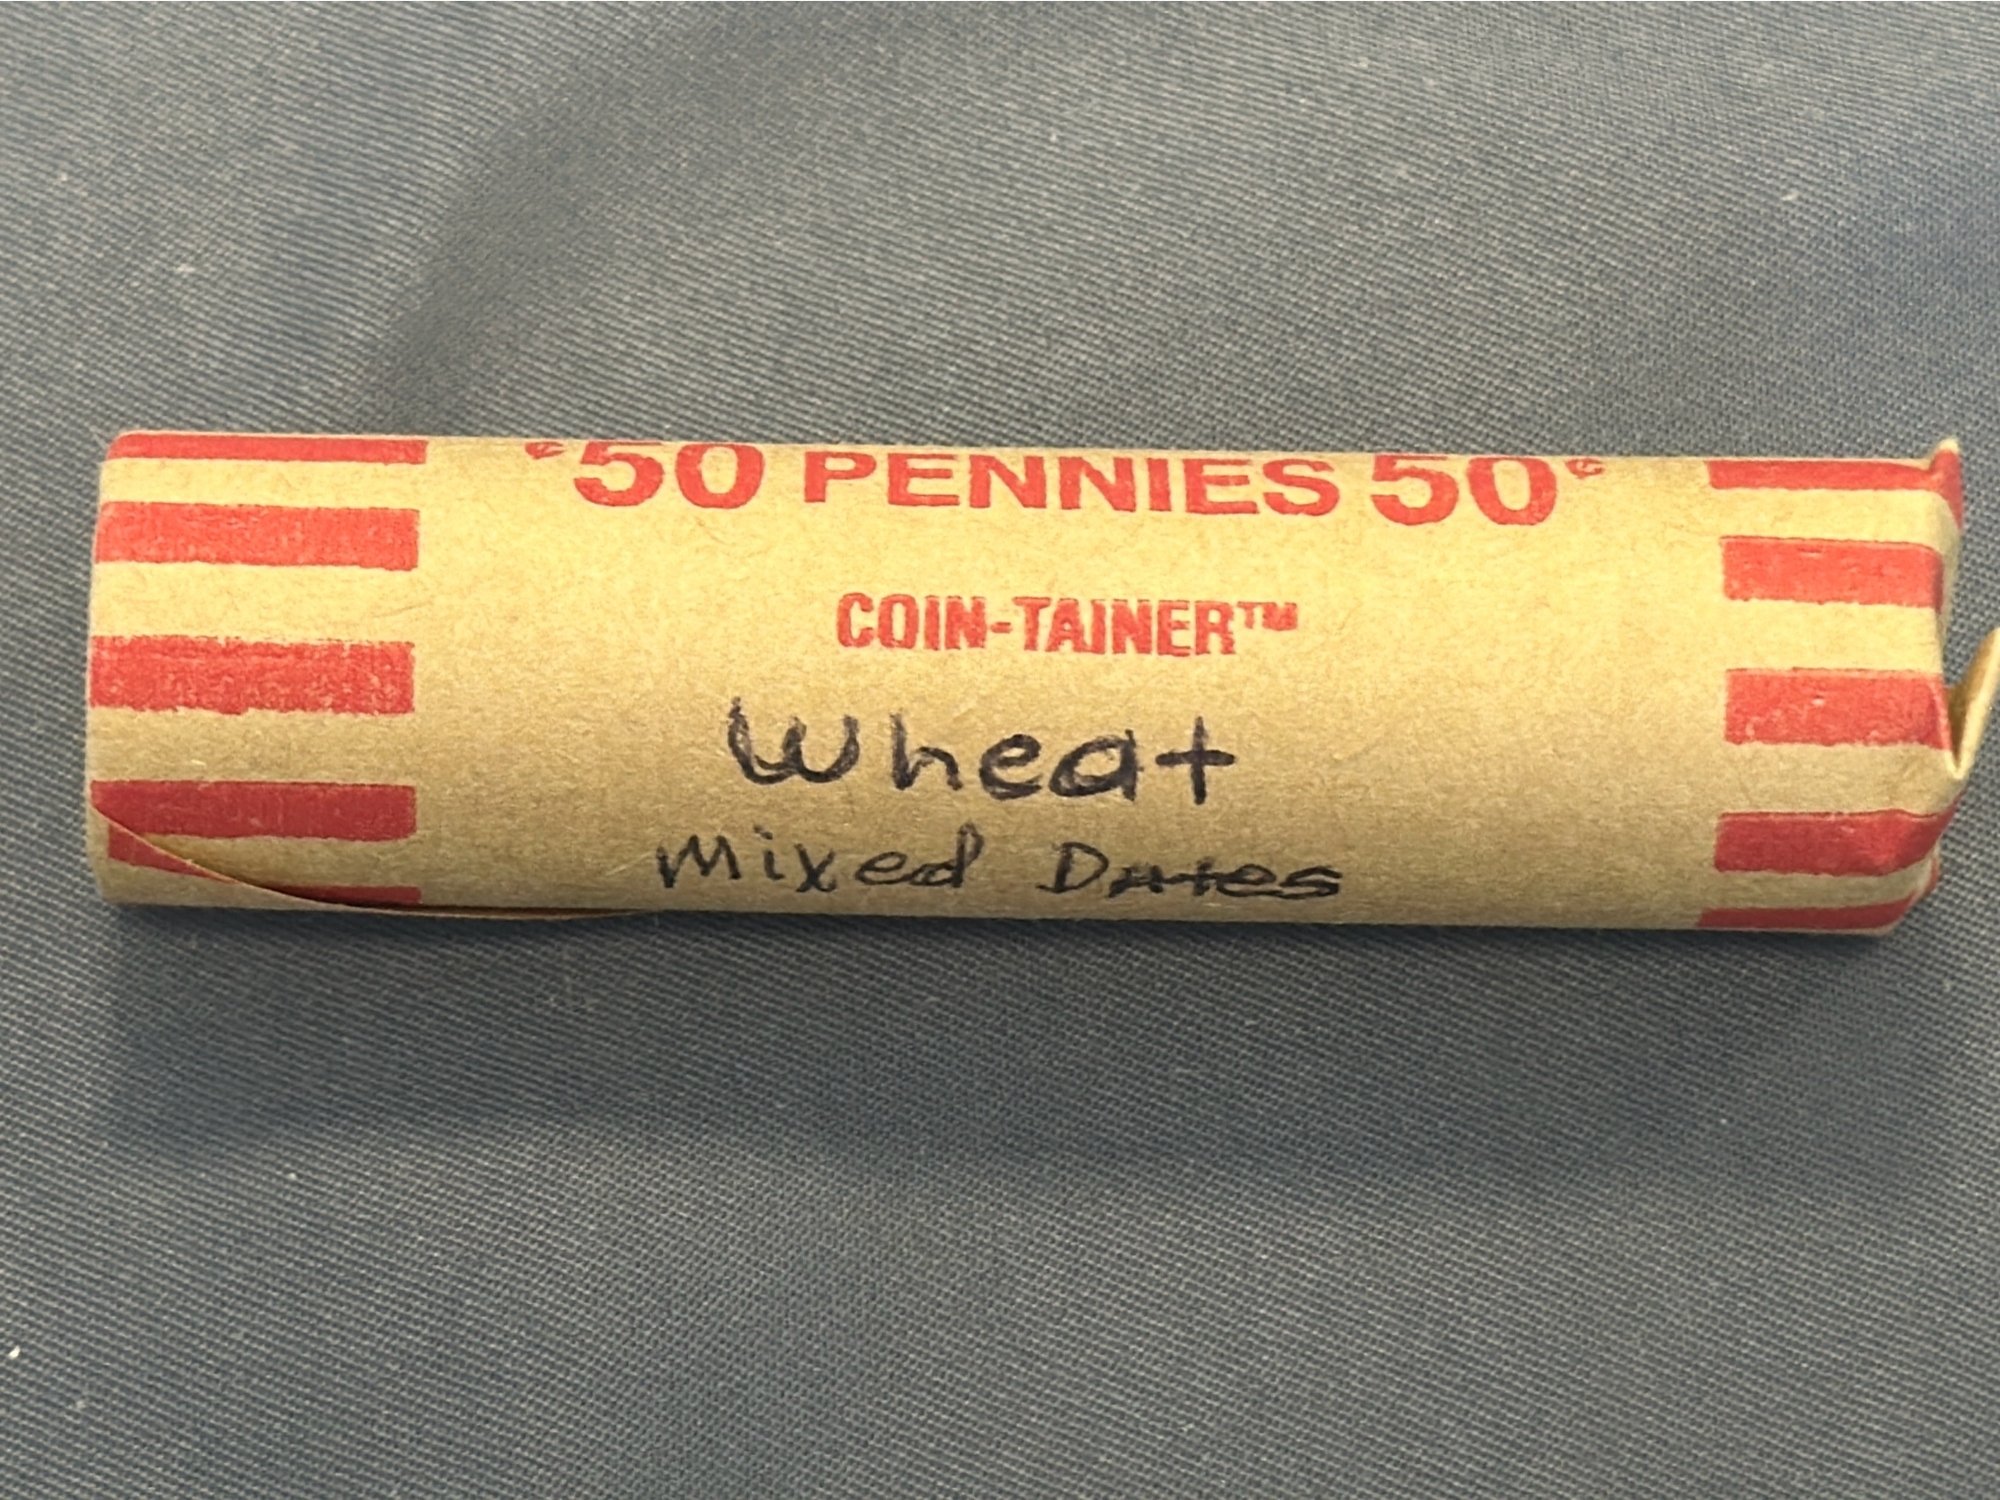 ¢50 PENNIES 50¢
COIN-TAINER™
Wheat
Mixed Dates